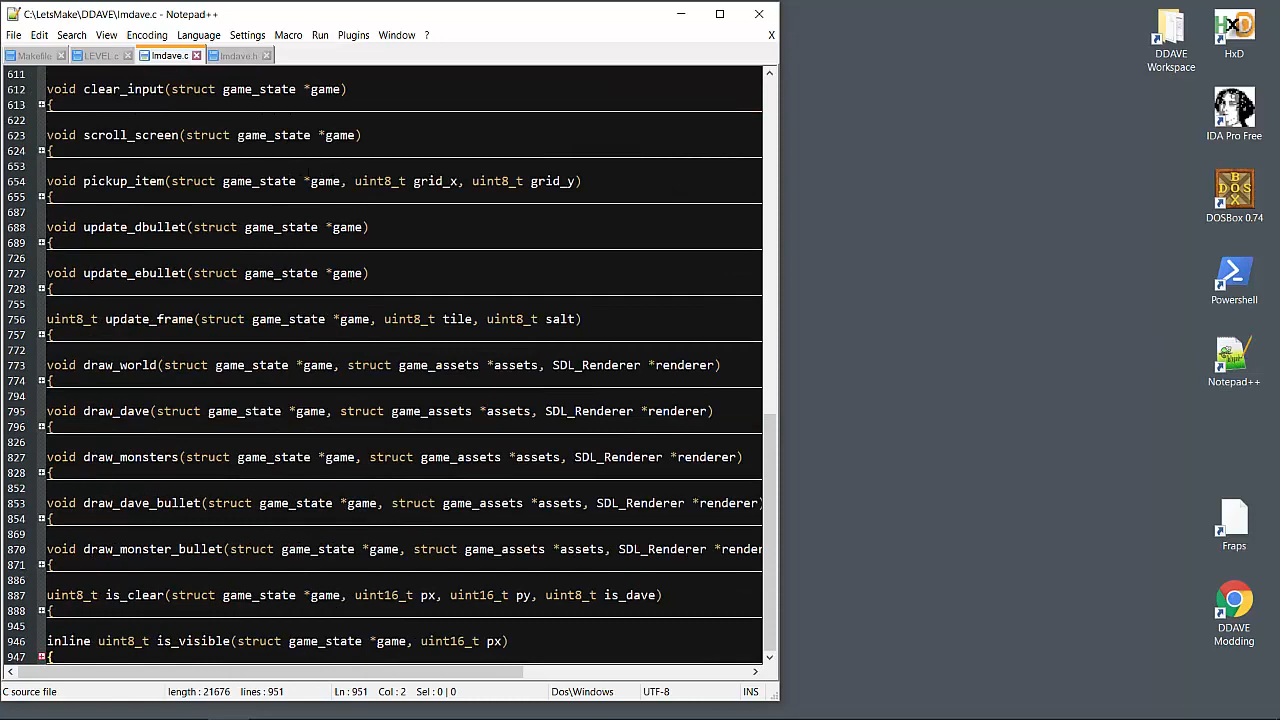 C:\LetsMake\DDAVE\lmdave.c - Notepad++
File Edit Search View Encoding Language Settings Macro Run Plugins Window ? X
Makefile LEVEL.c lmdave.c lmdave.h
611
612 void clear_input(struct game_state *game)
613 {
622
623 void scroll_screen(struct game_state *game)
624 {
653
654 void pickup_item(struct game_state *game, uint8_t grid_x, uint8_t grid_y)
655 {
687
688 void update_dbullet(struct game_state *game)
689 {
726
727 void update_ebullet(struct game_state *game)
728 {
755
756 uint8_t update_frame(struct game_state *game, uint8_t tile, uint8_t salt)
757 {
772
773 void draw_world(struct game_state *game, struct game_assets *assets, SDL_Renderer *renderer)
774 {
794
795 void draw_dave(struct game_state *game, struct game_assets *assets, SDL_Renderer *renderer)
796 {
826
827 void draw_monsters(struct game_state *game, struct game_assets *assets, SDL_Renderer *renderer)
828 {
852
853 void draw_dave_bullet(struct game_state *game, struct game_assets *assets, SDL_Renderer *renderer)
854 {
869
870 void draw_monster_bullet(struct game_state *game, struct game_assets *assets, SDL_Renderer *render
871 {
886
887 uint8_t is_clear(struct game_state *game, uint16_t px, uint16_t py, uint8_t is_dave)
888 {
945
946 inline uint8_t is_visible(struct game_state *game, uint16_t px)
947 {
C source file length : 21676 lines : 951 Ln : 951 Col : 2 Sel : 0 | 0 Dos\Windows UTF-8 INS
DDAVE
Workspace
HxD
IDA Pro Free
DOSBox 0.74
Powershell
Notepad++
Fraps
DDAVE
Modding